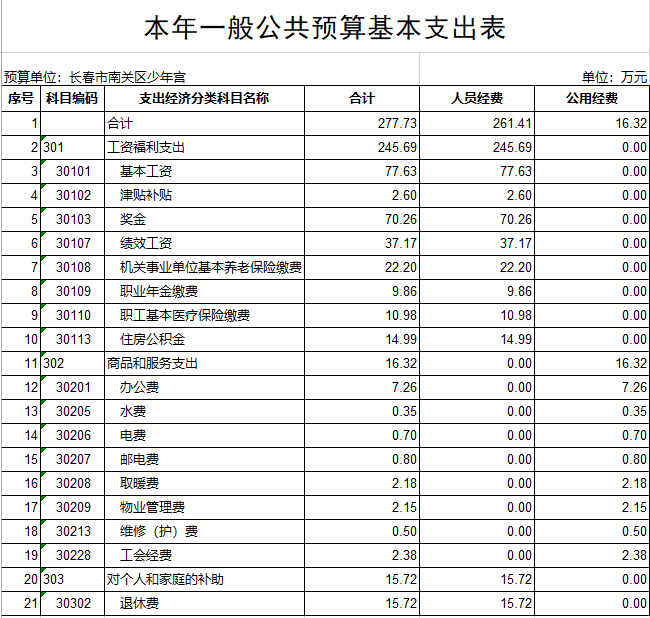 本年一般公共预算基本支出表
预算单位：长春市南关区少年宫 单位：万元
序号 科目编码 支出经济分类科目名称 合计 人员经费 公用经费
1 合计 277.73 261.41 16.32
2 301 工资福利支出 245.69 245.69 0.00
3 30101 基本工资 77.63 77.63 0.00
4 30102 津贴补贴 2.60 2.60 0.00
5 30103 奖金 70.26 70.26 0.00
6 30107 绩效工资 37.17 37.17 0.00
7 30108 机关事业单位基本养老保险缴费 22.20 22.20 0.00
8 30109 职业年金缴费 9.86 9.86 0.00
9 30110 职工基本医疗保险缴费 10.98 10.98 0.00
10 30113 住房公积金 14.99 14.99 0.00
11 302 商品和服务支出 16.32 0.00 16.32
12 30201 办公费 7.26 0.00 7.26
13 30205 水费 0.35 0.00 0.35
14 30206 电费 0.70 0.00 0.70
15 30207 邮电费 0.80 0.00 0.80
16 30208 取暖费 2.18 0.00 2.18
17 30209 物业管理费 2.15 0.00 2.15
18 30213 维修（护）费 0.50 0.00 0.50
19 30228 工会经费 2.38 0.00 2.38
20 303 对个人和家庭的补助 15.72 15.72 0.00
21 30302 退休费 15.72 15.72 0.00